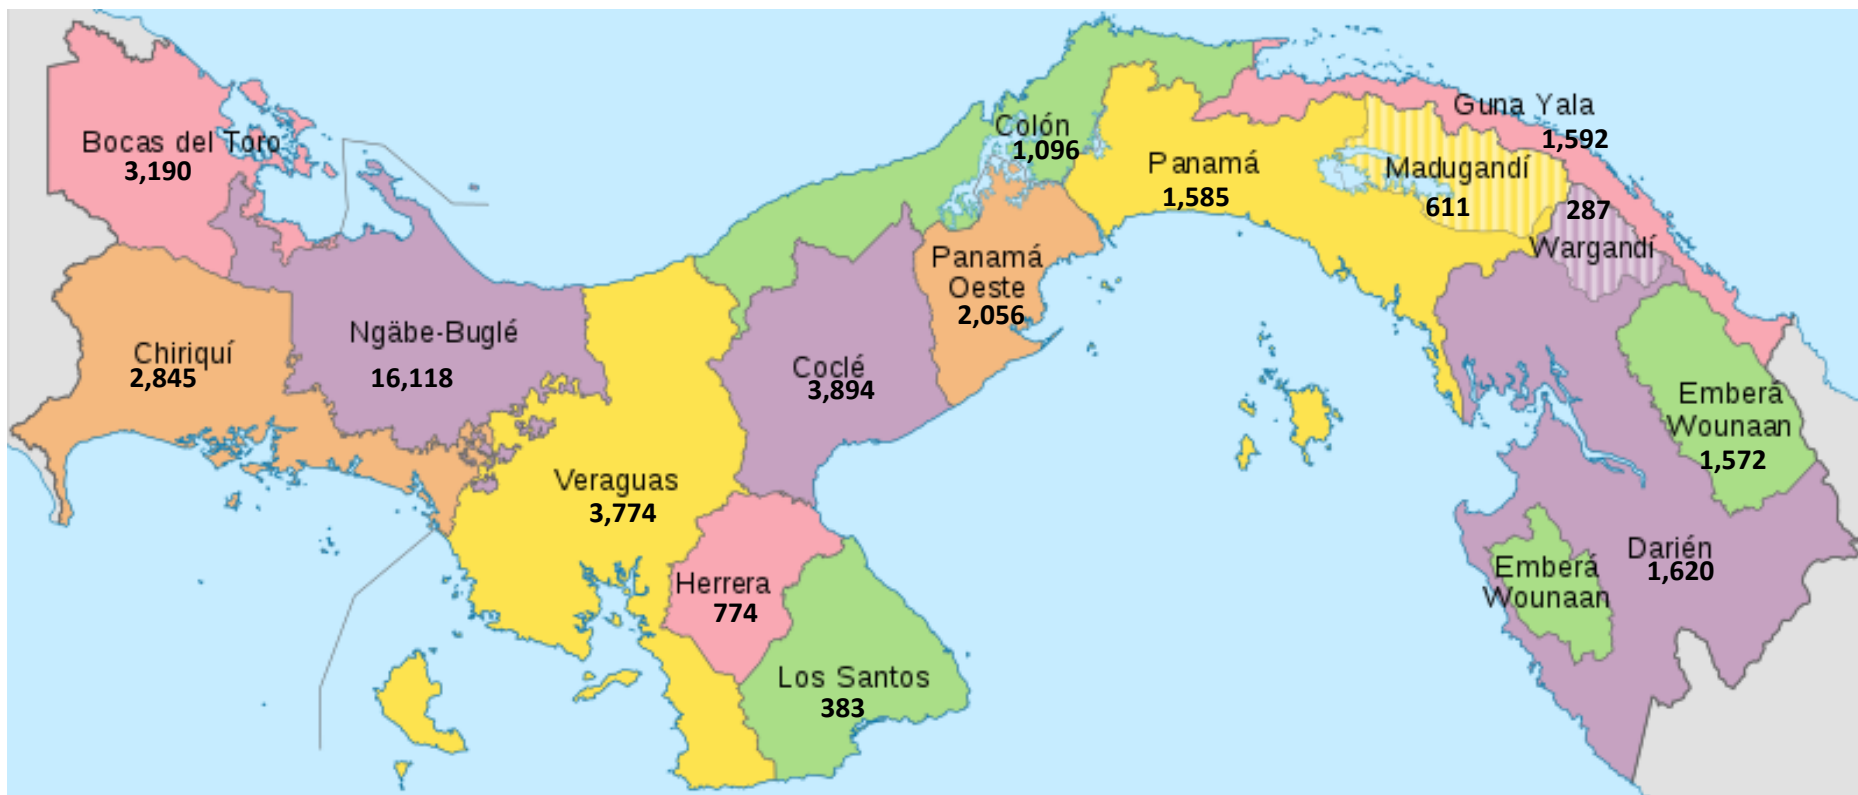 Bocas del Toro
3,190
Colón
1,096
Guna Yala
1,592
Panamá
1,585
Madugandí
611
287
Wargandí
Panamá
Oeste
2,056
Chiriquí
2,845
Ngäbe-Buglé
16,118
Coclé
3,894
Emberá
Wounaan
1,572
Veraguas
3,774
Herrera
774
Emberá
Wounaan
Darién
1,620
Los Santos
383